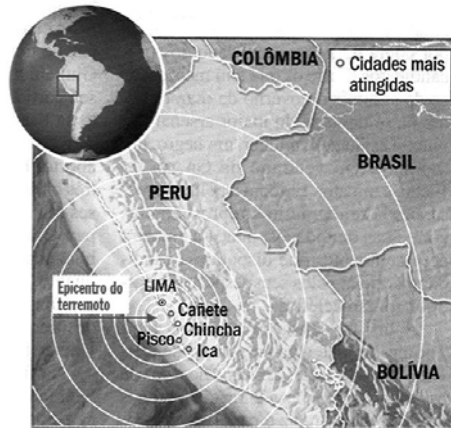 COLÔMBIA
Cidades mais
atingidas
BRASIL
PERU
Epicentro do
terremoto
LIMA
Cañete
Chincha
Pisco
Ica
BOLÍVIA